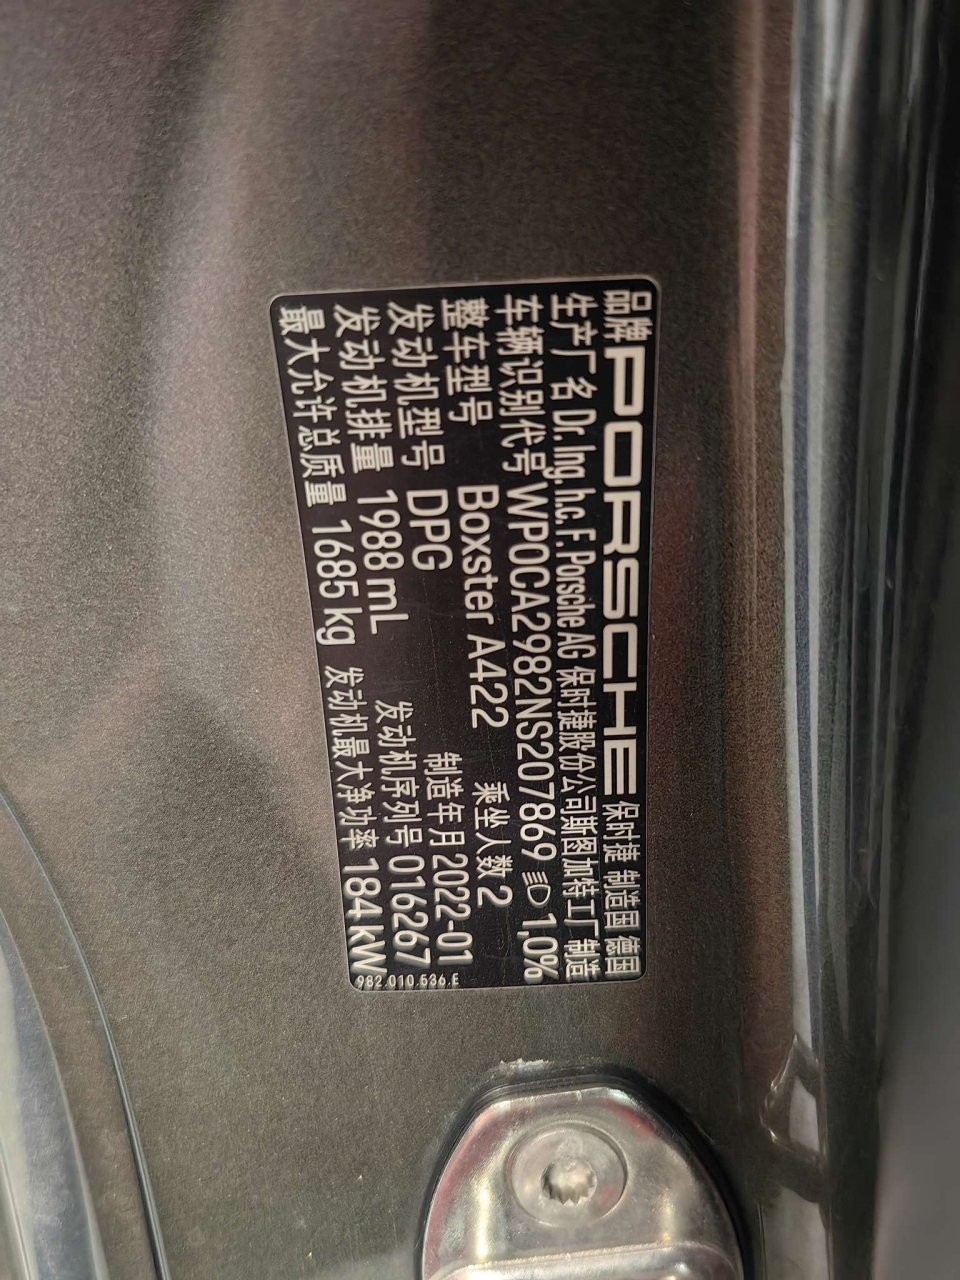 品牌 PORSCHE 保时捷 制造国 德国
生产厂名 Dr. Ing. h.c. F. Porsche AG 保时捷股份公司斯图加特工厂 制造
车辆识别代号 WP0CA2982NS207869 1,0%
整车型号 Boxster A422 乘坐人数 2
发动机型号 DPG 制造年月 2022-01
发动机排量 1988 mL 发动机序列号 016267
最大允许总质量 1685 kg 发动机最大净功率 184 kW
982.010.536.E